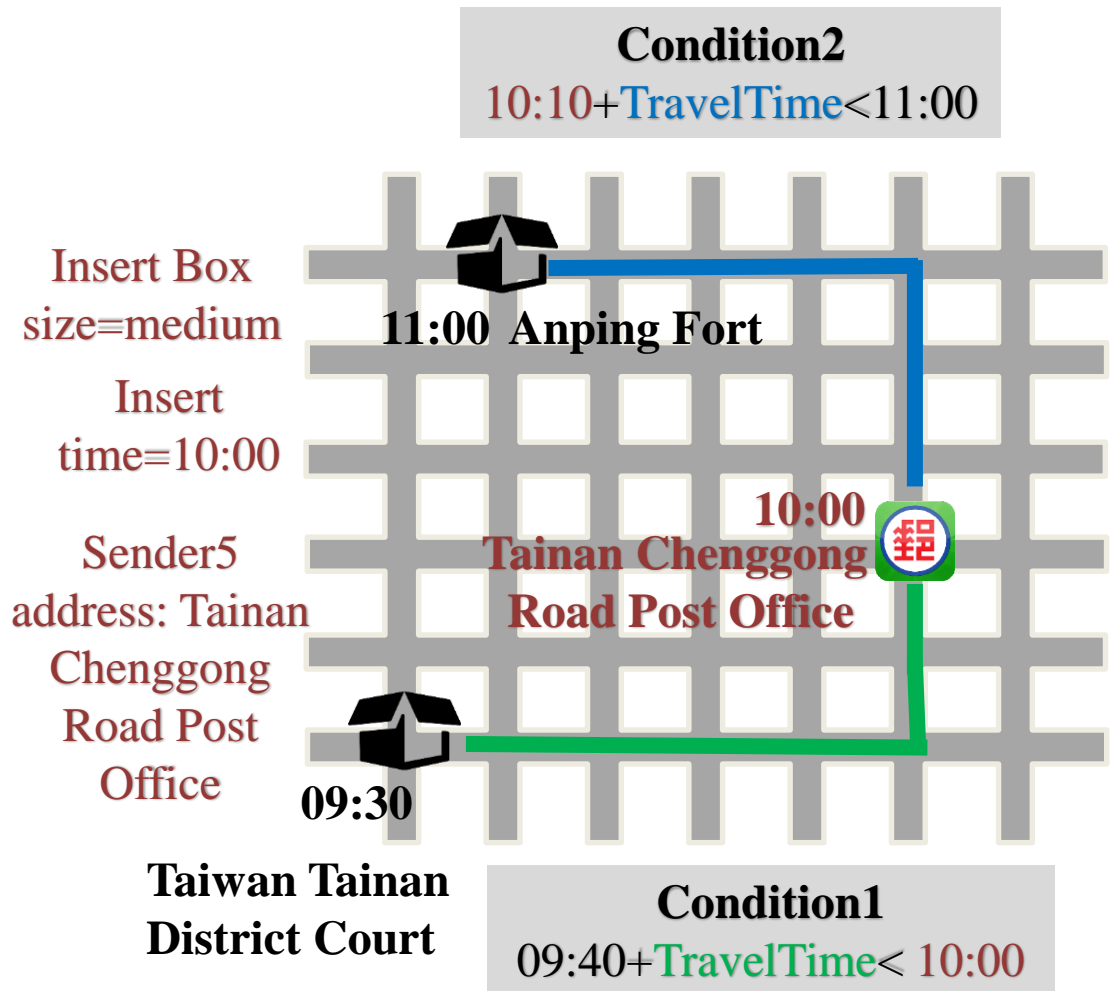 Condition2
10:10+TravelTime<11:00
Insert Box
size=medium
11:00 Anping Fort
Insert
time=10:00
10:00
Tainan Chenggong
Road Post Office
郵
Sender5
address: Tainan
Chenggong
Road Post
Office
09:30
Taiwan Tainan
District Court
Condition1
09:40+TravelTime< 10:00